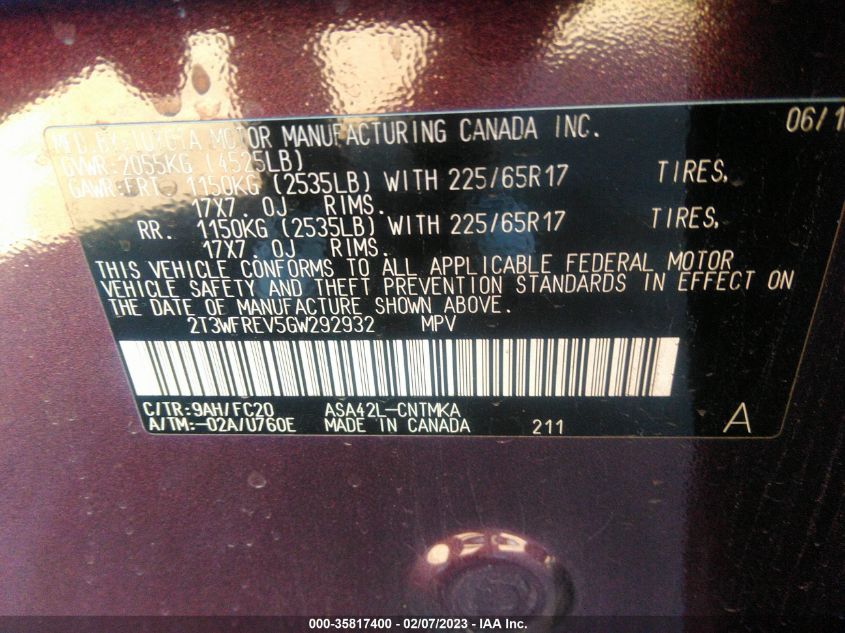 MFD. BY: TOYOTA MOTOR MANUFACTURING CANADA INC. 06/1
GVWR: 2055KG (4525LB)
GAWR: FRT. 1150KG (2535LB) WITH 225/65R17 TIRES,
17X7. 0J RIMS.
RR. 1150KG (2535LB) WITH 225/65R17 TIRES,
17X7. 0J RIMS.
THIS VEHICLE CONFORMS TO ALL APPLICABLE FEDERAL MOTOR
VEHICLE SAFETY AND THEFT PREVENTION STANDARDS IN EFFECT ON
THE DATE OF MANUFACTURE SHOWN ABOVE.
2T3WFREV5GW292932 MPV
C/TR: 9AH/FC20 ASA42L-CNTMKA
A/TM: -02A/U760E MADE IN CANADA 211 A
000-35817400 - 02/07/2023 - IAA Inc.